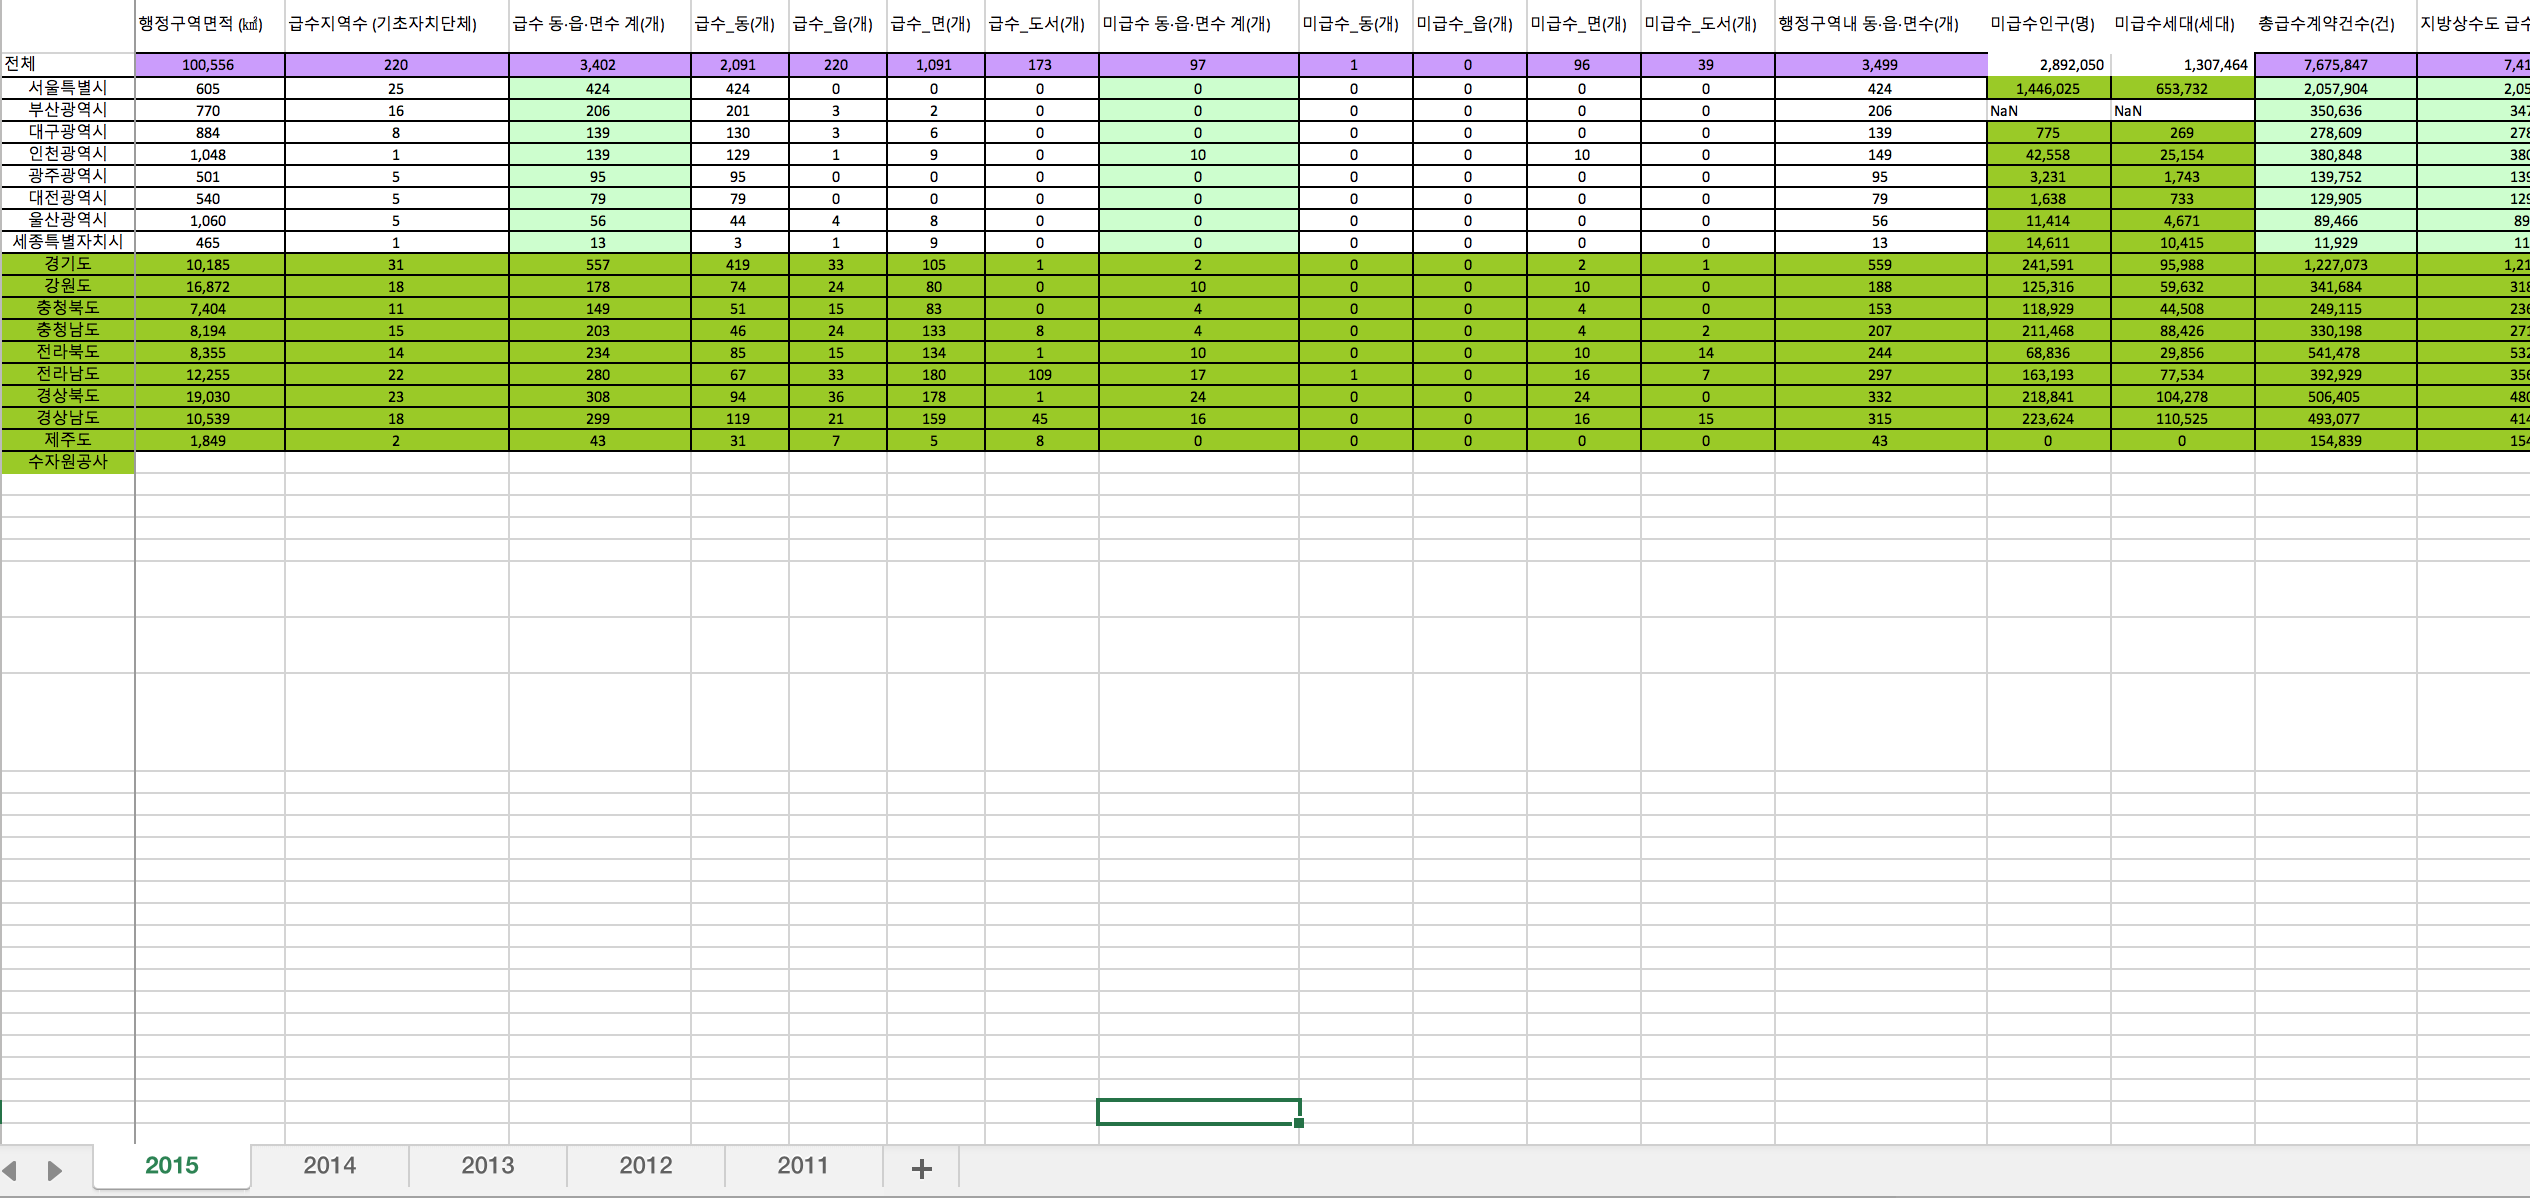 행정구역면적 (㎢) 급수지역수 (기초자치단체) 급수 동·읍·면수 계(개) 급수_동(개) 급수_읍(개) 급수_면(개) 급수_도서(개) 미급수 동·읍·면수 계(개) 미급수_동(개) 미급수_읍(개) 미급수_면(개) 미급수_도서(개) 행정구역내 동·읍·면수(개) 미급수인구(명) 미급수세대(세대) 총급수계약건수(건) 지방상수도 급수
전체 100,556 220 3,402 2,091 220 1,091 173 97 1 0 96 39 3,499 2,892,050 1,307,464 7,675,847 7,41
서울특별시 605 25 424 424 0 0 0 0 0 0 0 0 424 1,446,025 653,732 2,057,904 2,05
부산광역시 770 16 206 201 3 2 0 0 0 0 0 0 206 NaN NaN 350,636 347
대구광역시 884 8 139 130 3 6 0 0 0 0 0 0 139 775 269 278,609 278
인천광역시 1,048 1 139 129 1 9 0 10 0 0 10 0 149 42,558 25,154 380,848 380
광주광역시 501 5 95 95 0 0 0 0 0 0 0 0 95 3,231 1,743 139,752 139
대전광역시 540 5 79 79 0 0 0 0 0 0 0 0 79 1,638 733 129,905 129
울산광역시 1,060 5 56 44 4 8 0 0 0 0 0 0 56 11,414 4,671 89,466 89
세종특별자치시 465 1 13 3 1 9 0 0 0 0 0 0 13 14,611 10,415 11,929 11
경기도 10,185 31 557 419 33 105 1 2 0 0 2 1 559 241,591 95,988 1,227,073 1,21
강원도 16,872 18 178 74 24 80 0 10 0 0 10 0 188 125,316 59,632 341,684 318
충청북도 7,404 11 149 51 15 83 0 4 0 0 4 0 153 118,929 44,508 249,115 236
충청남도 8,194 15 203 46 24 133 8 4 0 0 4 2 207 211,468 88,426 330,198 271
전라북도 8,355 14 234 85 15 134 1 10 0 0 10 14 244 68,836 29,856 541,478 532
전라남도 12,255 22 280 67 33 180 109 17 1 0 16 7 297 163,193 77,534 392,929 356
경상북도 19,030 23 308 94 36 178 1 24 0 0 24 0 332 218,841 104,278 506,405 480
경상남도 10,539 18 299 119 21 159 45 16 0 0 16 15 315 223,624 110,525 493,077 414
제주도 1,849 2 43 31 7 5 8 0 0 0 0 0 43 0 0 154,839 154
수자원공사
2015 2014 2013 2012 2011 +